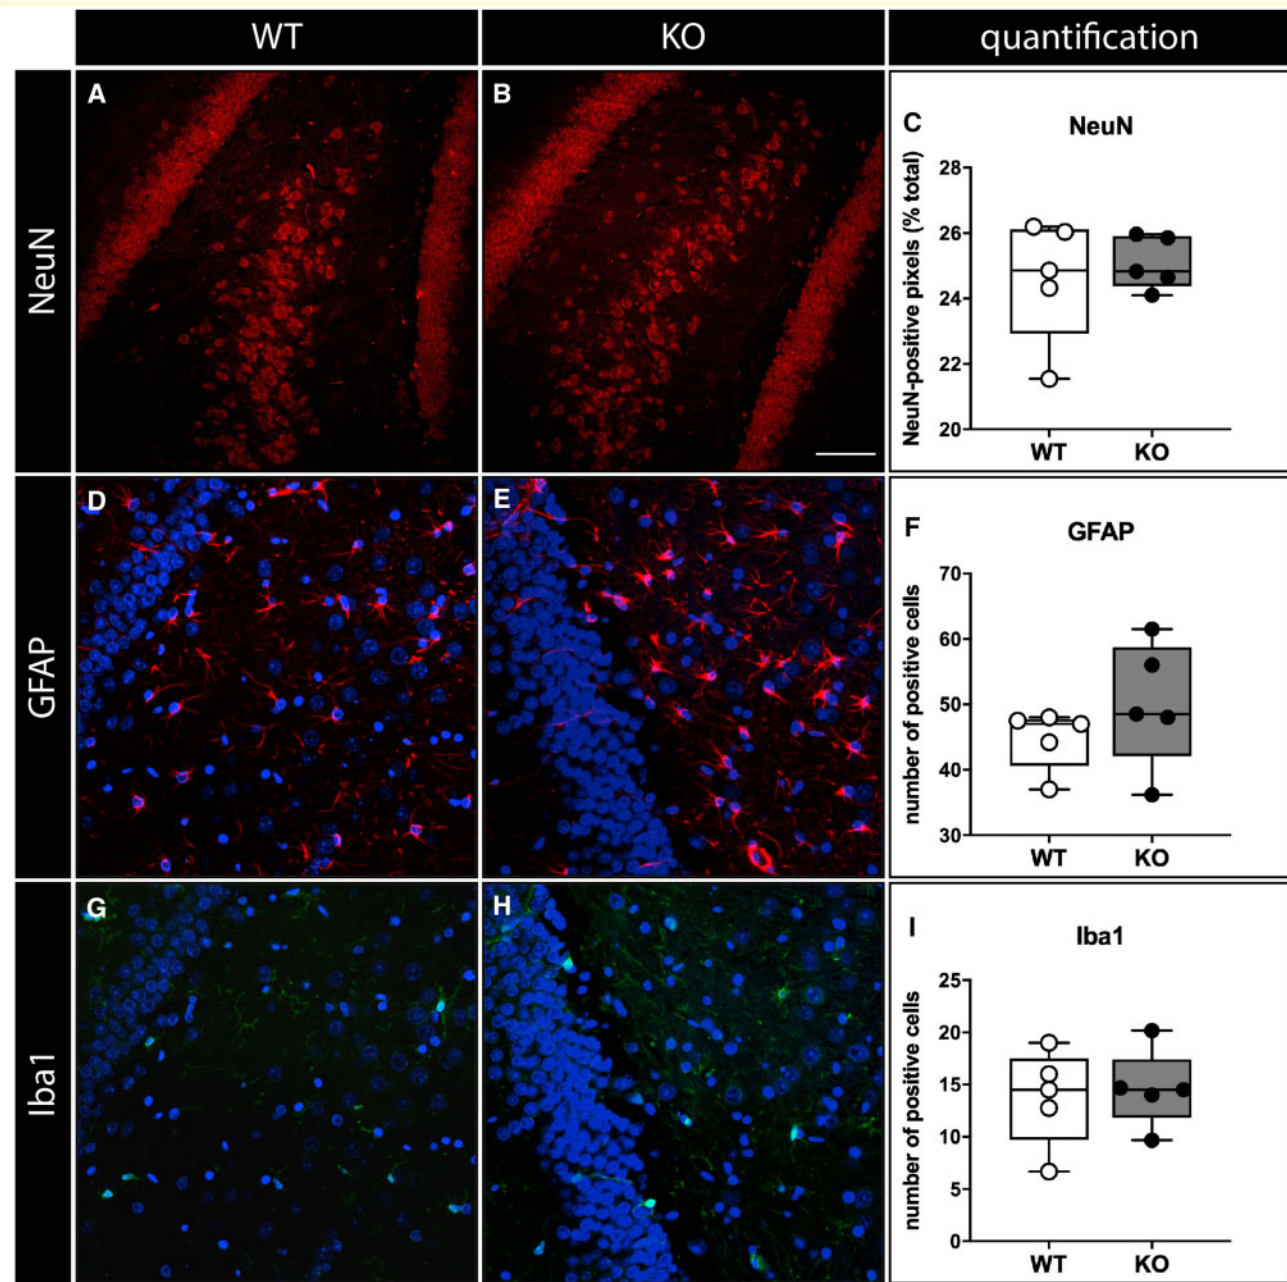 WT
KO
quantification
NeuN
A
B
C
NeuN
NeuN-positive pixels (% total)
28
26
24
22
20
WT
KO
GFAP
D
E
F
GFAP
number of positive cells
70
60
50
40
30
WT
KO
Iba1
G
H
I
Iba1
number of positive cells
25
20
15
10
5
0
WT
KO